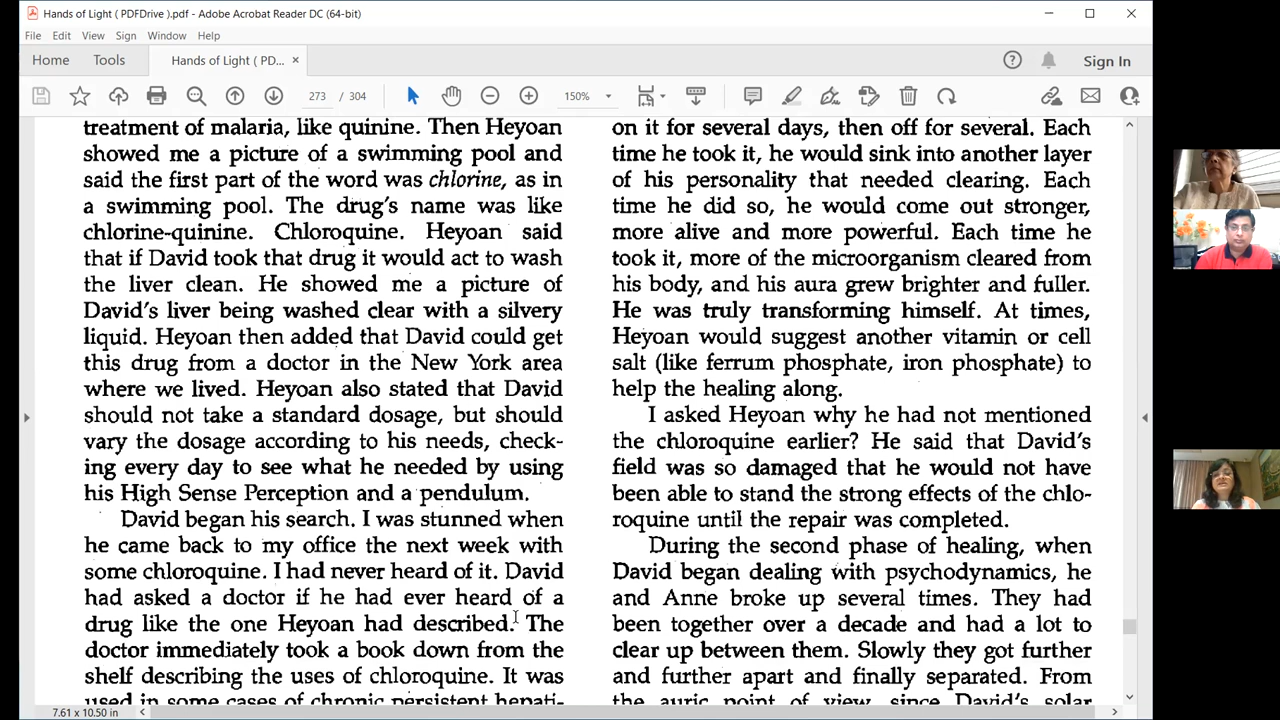 Hands of Light ( PDFDrive ).pdf - Adobe Acrobat Reader DC (64-bit)
File Edit View Sign Window Help
Home Tools Hands of Light ( PD... × Sign In
273 / 304 150%
treatment of malaria, like quinine. Then Heyoan
showed me a picture of a swimming pool and
said the first part of the word was chlorine, as in
a swimming pool. The drug's name was like
chlorine-quinine. Chloroquine. Heyoan said
that if David took that drug it would act to wash
the liver clean. He showed me a picture of
David's liver being washed clear with a silvery
liquid. Heyoan then added that David could get
this drug from a doctor in the New York area
where we lived. Heyoan also stated that David
should not take a standard dosage, but should
vary the dosage according to his needs, check-
ing every day to see what he needed by using
his High Sense Perception and a pendulum.
David began his search. I was stunned when
he came back to my office the next week with
some chloroquine. I had never heard of it. David
had asked a doctor if he had ever heard of a
drug like the one Heyoan had described. The
doctor immediately took a book down from the
shelf describing the uses of chloroquine. It was
used in some cases of chronic persistent hepati-
on it for several days, then off for several. Each
time he took it, he would sink into another layer
of his personality that needed clearing. Each
time he did so, he would come out stronger,
more alive and more powerful. Each time he
took it, more of the microorganism cleared from
his body, and his aura grew brighter and fuller.
He was truly transforming himself. At times,
Heyoan would suggest another vitamin or cell
salt (like ferrum phosphate, iron phosphate) to
help the healing along.
I asked Heyoan why he had not mentioned
the chloroquine earlier? He said that David's
field was so damaged that he would not have
been able to stand the strong effects of the chlo-
roquine until the repair was completed.
During the second phase of healing, when
David began dealing with psychodynamics, he
and Anne broke up several times. They had
been together over a decade and had a lot to
clear up between them. Slowly they got further
and further apart and finally separated. From
the auric point of view, since David's solar
7.61 x 10.50 in